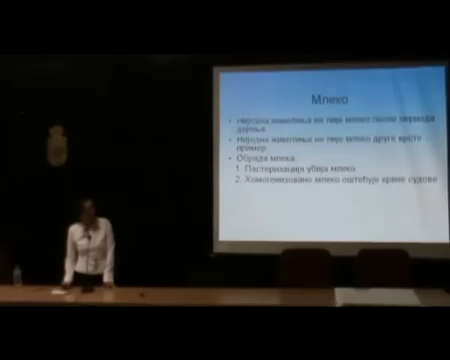 Млеко
Ниједна животиња не пије млеко после периода
дојења
Ниједна животиња не пије млеко друге врсте
пример
Обрада млека
1. Пастеризација убија млеко
2. Хомогенизовано млеко оштећује крвне судове